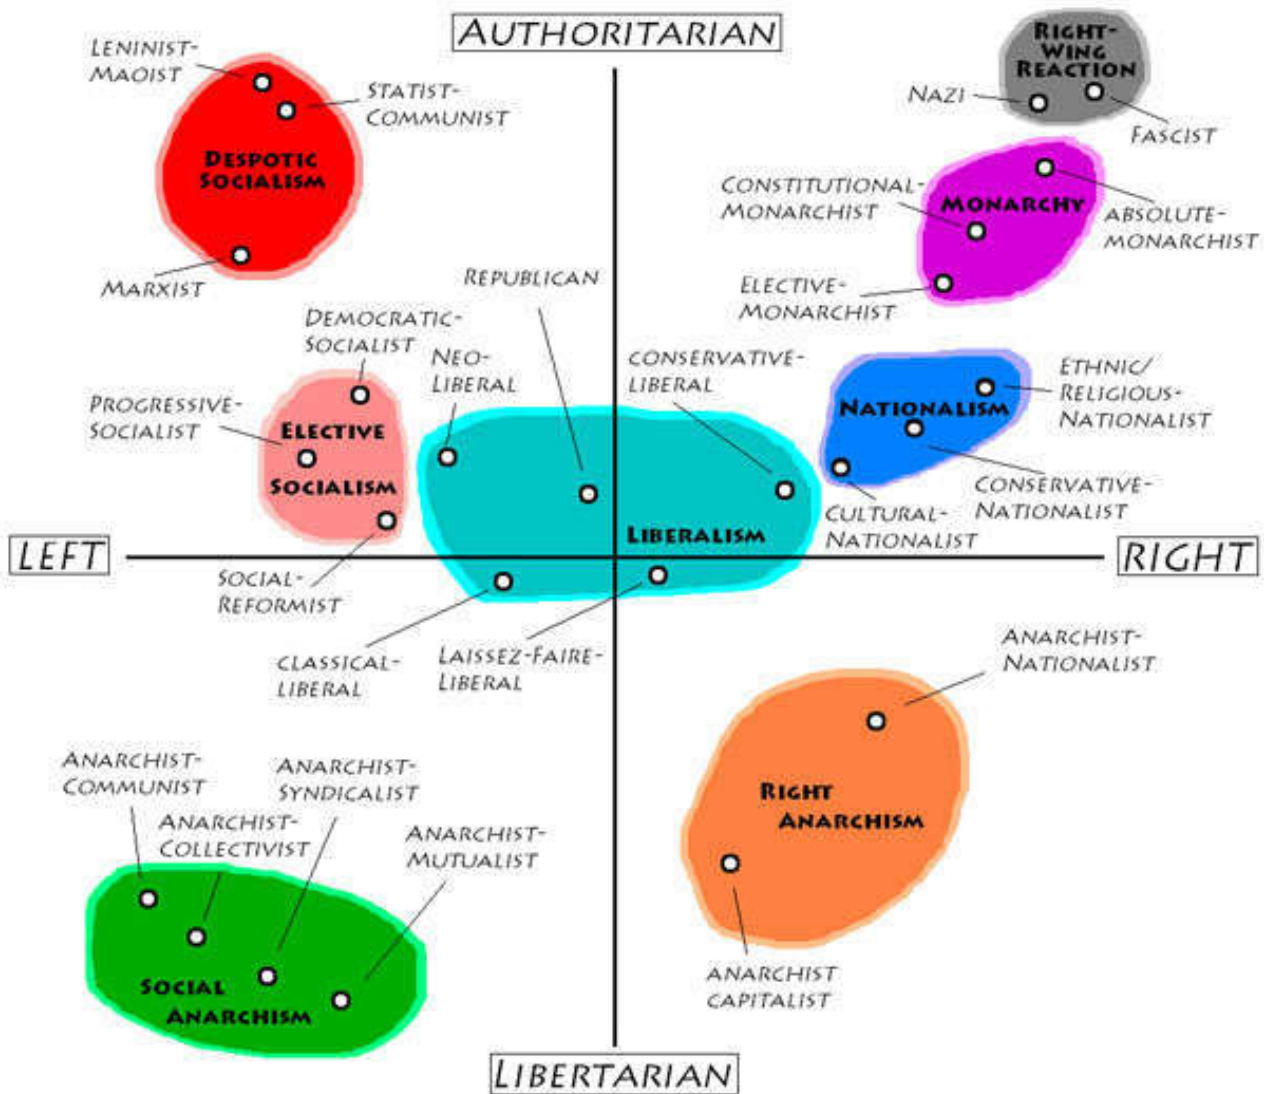 AUTHORITARIAN
RIGHT-
WING
REACTION
NAZI
FASCIST
LENINIST-
MAOIST
STATIST-
COMMUNIST
DESPOTIC
SOCIALISM
MARXIST
CONSTITUTIONAL-
MONARCHIST
MONARCHY
ABSOLUTE-
MONARCHIST
ELECTIVE-
MONARCHIST
REPUBLICAN
DEMOCRATIC-
SOCIALIST
NEO-
LIBERAL
CONSERVATIVE-
LIBERAL
ETHNIC/
RELIGIOUS-
NATIONALIST
NATIONALISM
PROGRESSIVE-
SOCIALIST
ELECTIVE
SOCIALISM
CONSERVATIVE-
NATIONALIST
CULTURAL-
NATIONALIST
LIBERALISM
LEFT
RIGHT
SOCIAL-
REFORMIST
CLASSICAL-
LIBERAL
LAISSEZ-FAIRE-
LIBERAL
ANARCHIST-
NATIONALIST
RIGHT
ANARCHISM
ANARCHIST
CAPITALIST
ANARCHIST-
COMMUNIST
ANARCHIST-
COLLECTIVIST
ANARCHIST-
SYNDICALIST
ANARCHIST-
MUTUALIST
SOCIAL
ANARCHISM
LIBERTARIAN